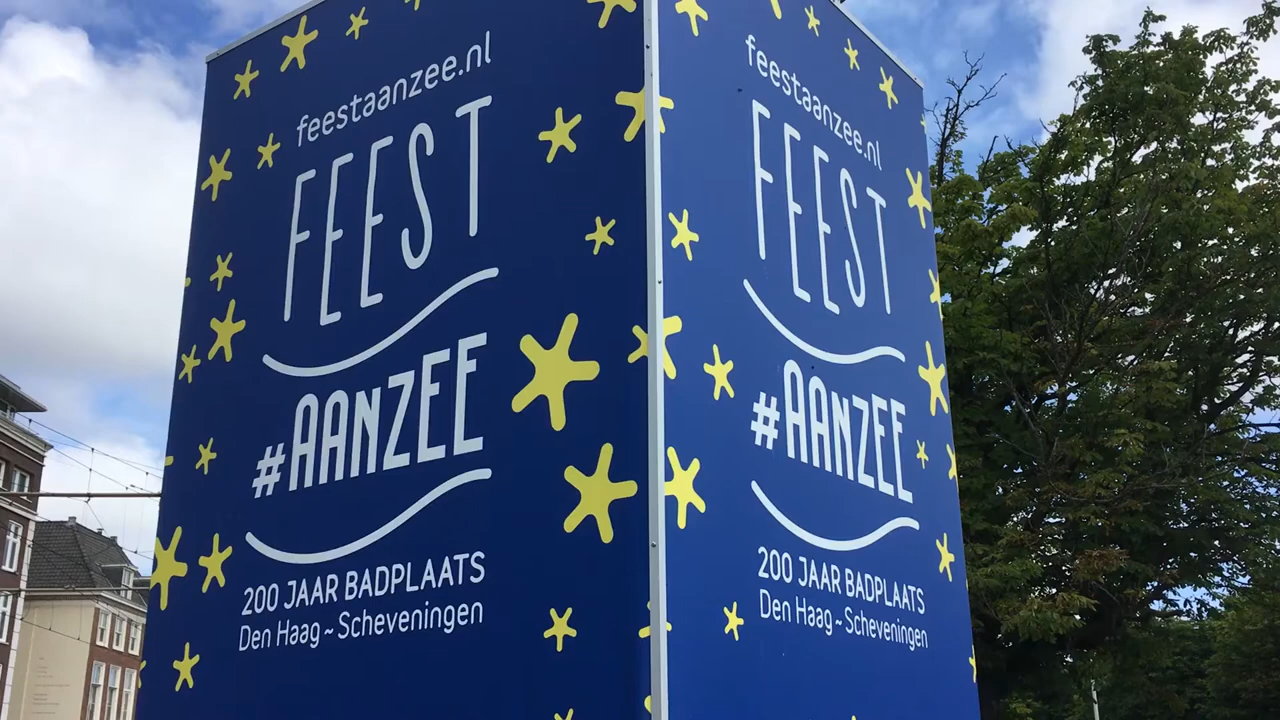 feestaanzee.nl
FEEST
#AANZEE
200 JAAR BADPLAATS
Den Haag ~ Scheveningen
feestaanzee.nl
FEEST
#AANZEE
200 JAAR BADPLAATS
Den Haag ~ Scheveningen